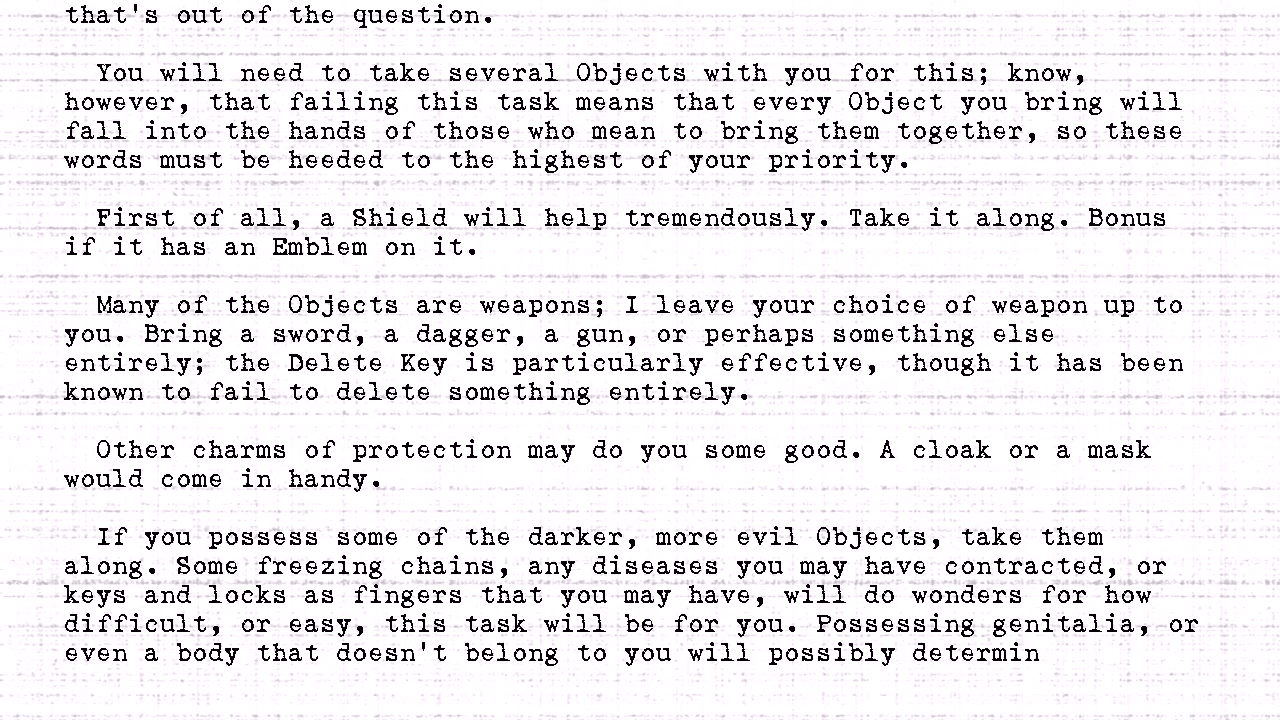 that's out of the question.
You will need to take several Objects with you for this; know,
however, that failing this task means that every Object you bring will
fall into the hands of those who mean to bring them together, so these
words must be heeded to the highest of your priority.
First of all, a Shield will help tremendously. Take it along. Bonus
if it has an Emblem on it.
Many of the Objects are weapons; I leave your choice of weapon up to
you. Bring a sword, a dagger, a gun, or perhaps something else
entirely; the Delete Key is particularly effective, though it has been
known to fail to delete something entirely.
Other charms of protection may do you some good. A cloak or a mask
would come in handy.
If you possess some of the darker, more evil Objects, take them
along. Some freezing chains, any diseases you may have contracted, or
keys and locks as fingers that you may have, will do wonders for how
difficult, or easy, this task will be for you. Possessing genitalia, or
even a body that doesn't belong to you will possibly determin